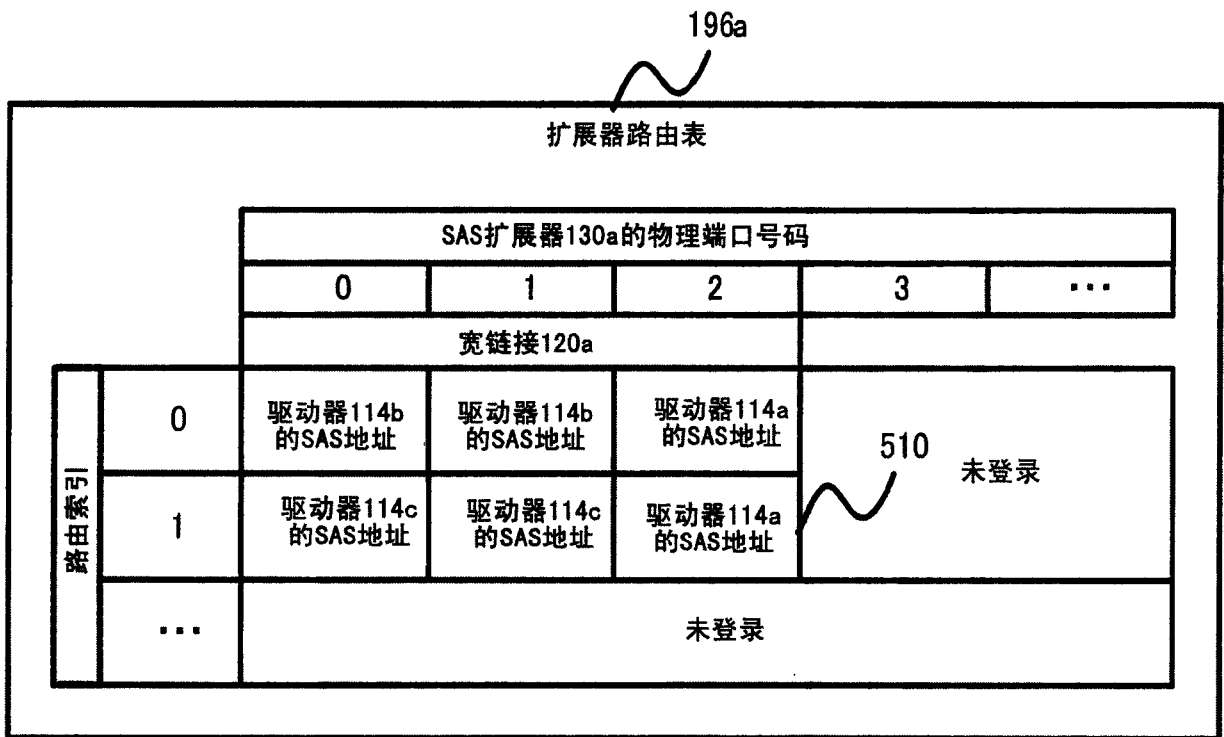 196a
扩展器路由表
SAS扩展器130a的物理端口号码
0 1 2 3 ...
宽链接120a
路由索引
0
驱动器114b
的SAS地址
驱动器114b
的SAS地址
驱动器114a
的SAS地址
510
未登录
1
驱动器114c
的SAS地址
驱动器114c
的SAS地址
驱动器114a
的SAS地址
...
未登录